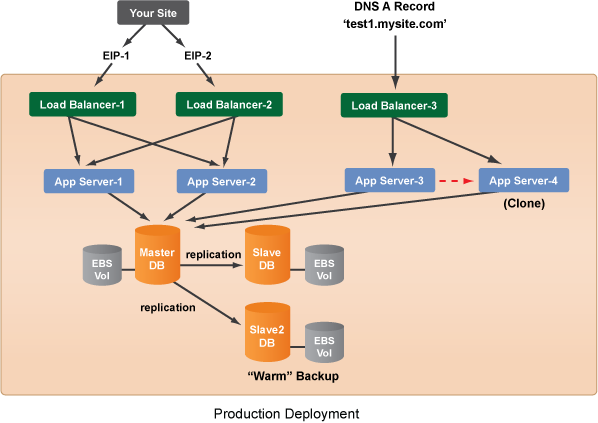 Your Site
DNS A Record
‘test1.mysite.com’
EIP-1
EIP-2
Load Balancer-1
Load Balancer-2
Load Balancer-3
App Server-1
App Server-2
App Server-3
App Server-4
(Clone)
Master
DB
replication
Slave
DB
EBS
Vol
EBS
Vol
replication
Slave2
DB
EBS
Vol
“Warm” Backup
Production Deployment